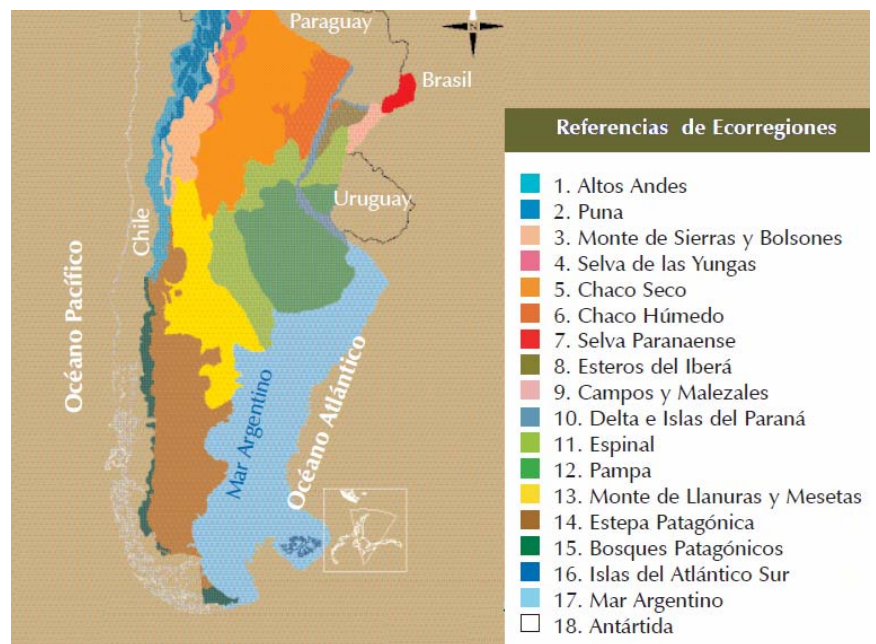 Paraguay
N
Brasil
Uruguay
Chile
Océano Pacífico
Mar Argentino
Océano Atlántico
Referencias de Ecorregiones
1. Altos Andes
2. Puna
3. Monte de Sierras y Bolsones
4. Selva de las Yungas
5. Chaco Seco
6. Chaco Húmedo
7. Selva Paranaense
8. Esteros del Iberá
9. Campos y Malezales
10. Delta e Islas del Paraná
11. Espinal
12. Pampa
13. Monte de Llanuras y Mesetas
14. Estepa Patagónica
15. Bosques Patagónicos
16. Islas del Atlántico Sur
17. Mar Argentino
18. Antártida